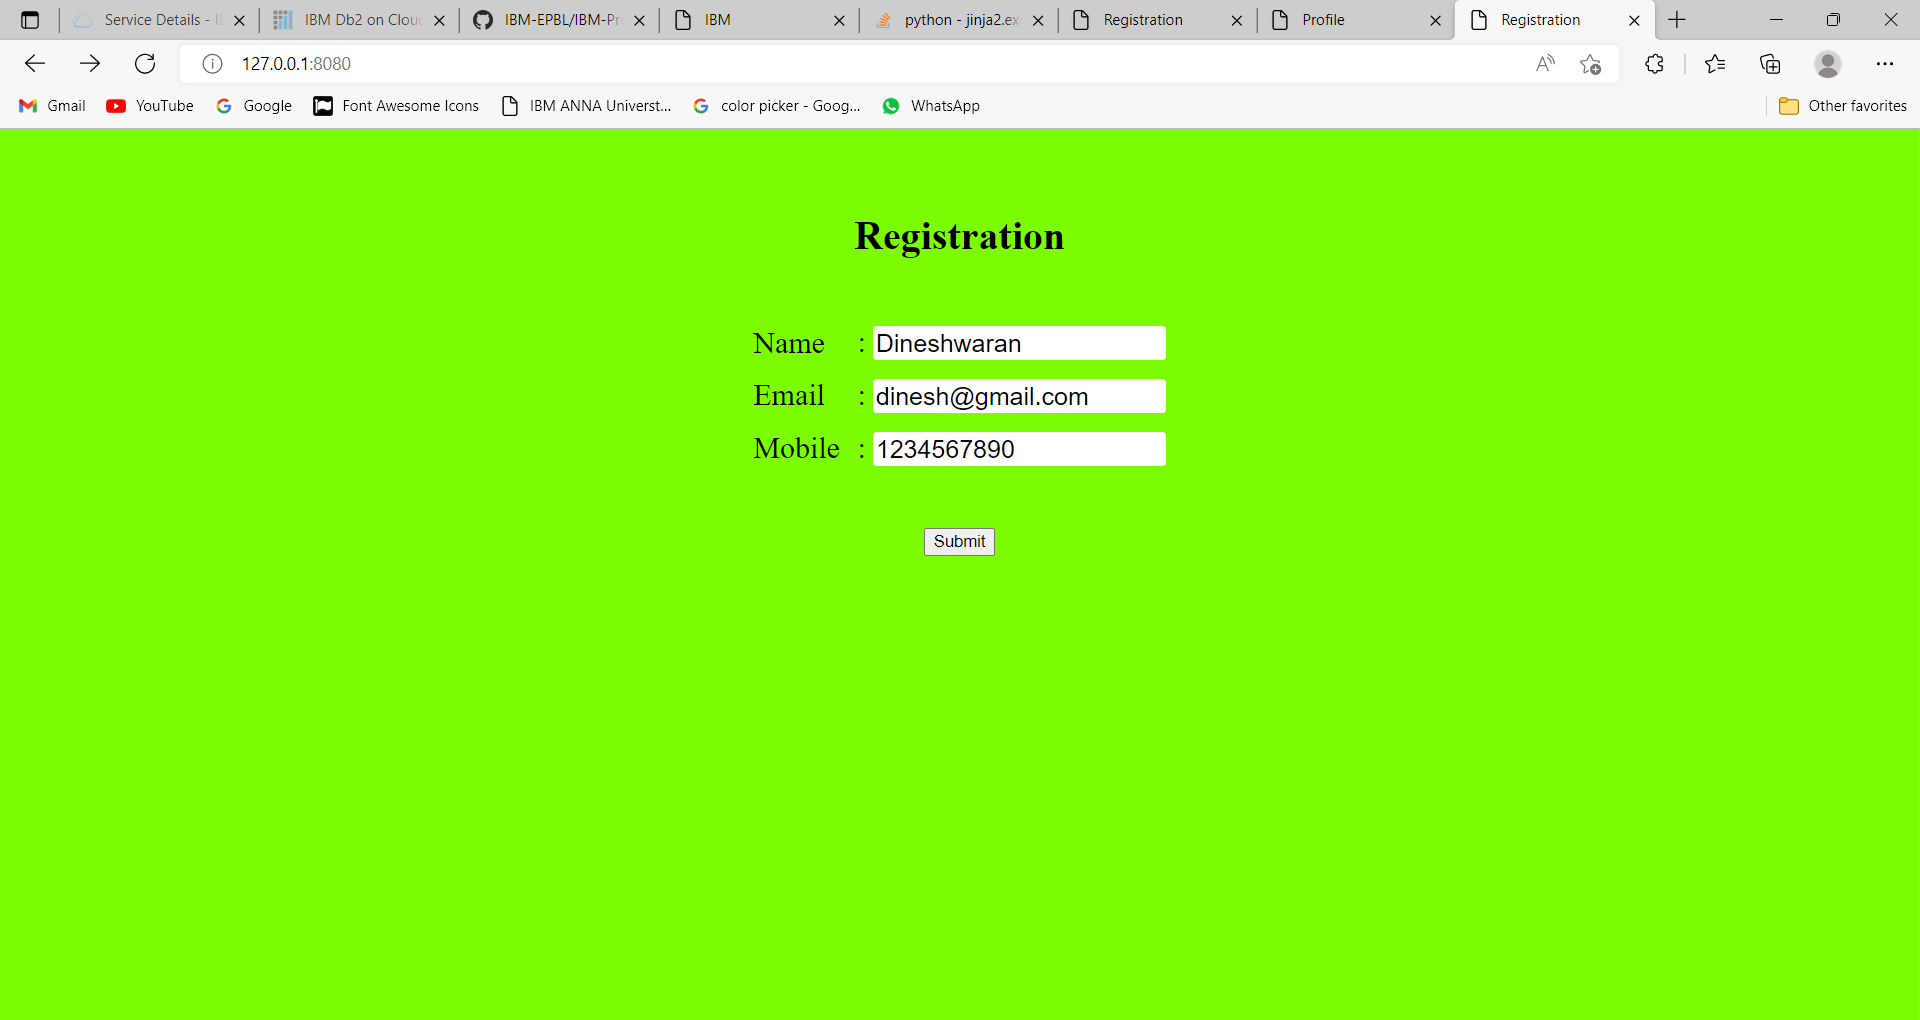 Service Details - I
IBM Db2 on Clou
IBM-EPBL/IBM-Pr
IBM
python - jinja2.ex
Registration
Profile
Registration
127.0.0.1:8080
Gmail
YouTube
Google
Font Awesome Icons
IBM ANNA Universt...
color picker - Goog...
WhatsApp
Other favorites
Registration
Name : Dineshwaran
Email : dinesh@gmail.com
Mobile : 1234567890
Submit